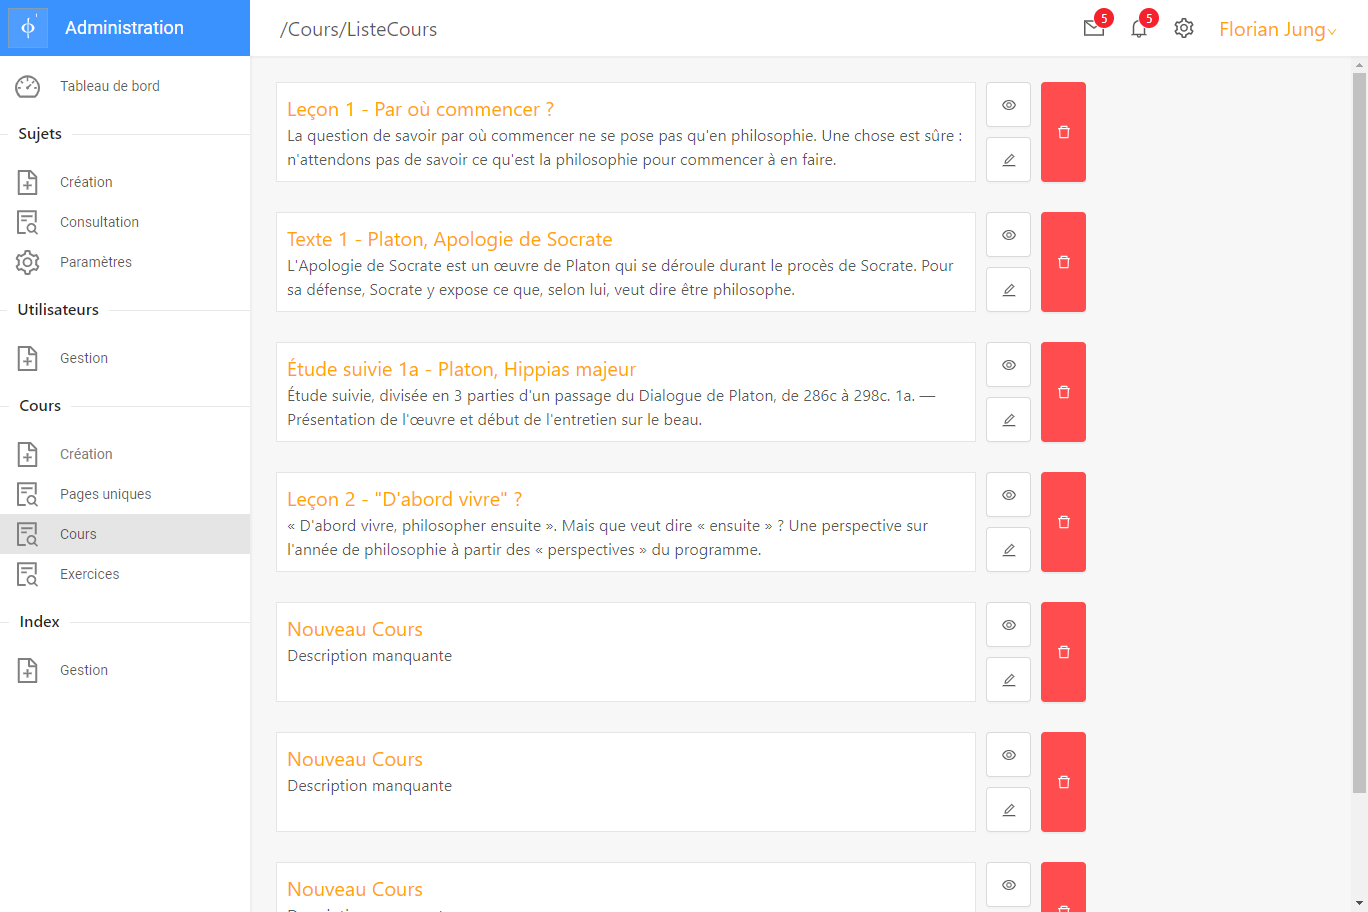 ф'
Administration
/Cours/ListeCours
5
5
Florian Jung
Tableau de bord
Sujets
Création
Consultation
Paramètres
Utilisateurs
Gestion
Cours
Création
Pages uniques
Cours
Exercices
Index
Gestion
Leçon 1 - Par où commencer ?
La question de savoir par où commencer ne se pose pas qu'en philosophie. Une chose est sûre :
n'attendons pas de savoir ce qu'est la philosophie pour commencer à en faire.
Texte 1 - Platon, Apologie de Socrate
L'Apologie de Socrate est un œuvre de Platon qui se déroule durant le procès de Socrate. Pour
sa défense, Socrate y expose ce que, selon lui, veut dire être philosophe.
Étude suivie 1a - Platon, Hippias majeur
Étude suivie, divisée en 3 parties d'un passage du Dialogue de Platon, de 286c à 298c. 1a. —
Présentation de l'œuvre et début de l'entretien sur le beau.
Leçon 2 - "D'abord vivre" ?
« D'abord vivre, philosopher ensuite ». Mais que veut dire « ensuite » ? Une perspective sur
l'année de philosophie à partir des « perspectives » du programme.
Nouveau Cours
Description manquante
Nouveau Cours
Description manquante
Nouveau Cours